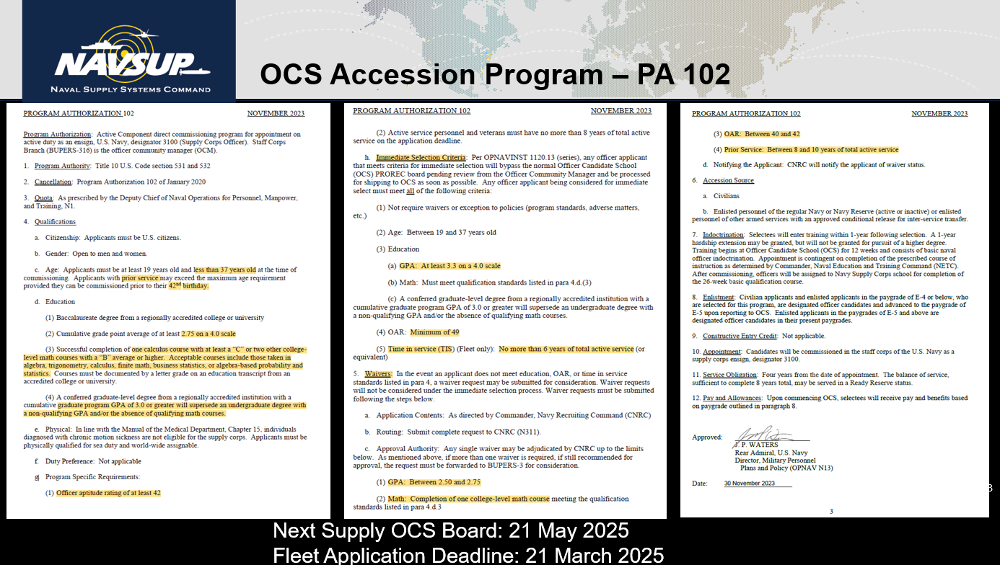 NAVSUP
NAVAL SUPPLY SYSTEMS COMMAND
OCS Accession Program – PA 102
PROGRAM AUTHORIZATION 102 NOVEMBER 2023
Program Authorization: Active Component direct commissioning program for appointment on
active duty as an ensign, U.S. Navy, designator 3100 (Supply Corps Officer). Staff Corps
Branch (BUPERS-316) is the officer community manager (OCM).
1. Program Authority: Title 10 U.S. Code section 531 and 532
2. Cancellation: Program Authorization 102 of January 2020
3. Quota: As prescribed by the Deputy Chief of Naval Operations for Personnel, Manpower,
and Training, N1.
4. Qualifications
a. Citizenship: Applicants must be U.S. citizens.
b. Gender: Open to men and women.
c. Age: Applicants must be at least 19 years old and less than 37 years old at the time of
commissioning. Applicants with prior service may exceed the maximum age requirement
provided they can be commissioned prior to their 42nd birthday.
d. Education
(1) Baccalaureate degree from a regionally accredited college or university
(2) Cumulative grade point average of at least 2.75 on a 4.0 scale
(3) Successful completion of one calculus course with at least a “C” or two other college-
level math courses with a “B” average or higher. Acceptable courses include those taken in
algebra, trigonometry, calculus, finite math, business statistics, or algebra-based probability and
statistics. Courses must be documented by a letter grade on an education transcript from an
accredited college or university.
(4) A conferred graduate-level degree from a regionally accredited institution with a
cumulative graduate program GPA of 3.0 or greater will supersede an undergraduate degree with
a non-qualifying GPA and/or the absence of qualifying math courses.
e. Physical: In line with the Manual of the Medical Department, Chapter 15, individuals
diagnosed with chronic motion sickness are not eligible for the supply corps. Applicants must be
physically qualified for sea duty and world-wide assignable.
f. Duty Preference: Not applicable
g. Program Specific Requirements:
(1) Officer aptitude rating of at least 42
PROGRAM AUTHORIZATION 102 NOVEMBER 2023
(2) Active service personnel and veterans must have no more than 8 years of total active
service on the application deadline.
h. Immediate Selection Criteria: Per OPNAVINST 1120.13 (series), any officer applicant
that meets criteria for immediate selection will bypass the normal Officer Candidate School
(OCS) PROREC board pending review from the Officer Community Manager and be processed
for shipping to OCS as soon as possible. Any officer applicant being considered for immediate
select must meet all of the following criteria:
(1) Not require waivers or exception to policies (program standards, adverse matters,
etc.)
(2) Age: Between 19 and 37 years old
(3) Education
(a) GPA: At least 3.3 on a 4.0 scale
(b) Math: Must meet qualification standards listed in para 4.d.(3)
(c) A conferred graduate-level degree from a regionally accredited institution with a
cumulative graduate program GPA of 3.0 or greater will supersede an undergraduate degree with
a non-qualifying GPA and/or the absence of qualifying math courses.
(4) OAR: Minimum of 49
(5) Time in service (TIS) (Fleet only): No more than 6 years of total active service (or
equivalent)
5. Waivers: In the event an applicant does not meet education, OAR, or time in service
standards listed in para 4, a waiver request may be submitted for consideration. Waiver requests
will not be considered under the immediate selection process. Waiver requests must be submitted
following the steps below.
a. Application Contents: As directed by Commander, Navy Recruiting Command (CNRC)
b. Routing: Submit complete request to CNRC (N311).
c. Approval Authority: Any single waiver may be adjudicated by CNRC up to the limits
below. As mentioned above, if more than one waiver is required, if still recommended for
approval, the request must be forwarded to BUPERS-3 for consideration.
(1) GPA: Between 2.50 and 2.75
(2) Math: Completion of one college-level math course meeting the qualification
standards listed in para 4.d.3
PROGRAM AUTHORIZATION 102 NOVEMBER 2023
(3) OAR: Between 40 and 42
(4) Prior Service: Between 8 and 10 years of total active service
d. Notifying the Applicant: CNRC will notify the applicant of waiver status.
6. Accession Source
a. Civilians
b. Enlisted personnel of the regular Navy or Navy Reserve (active or inactive) or enlisted
personnel of other armed services with an approved conditional release for inter-service transfer.
7. Indoctrination: Selectees will enter training within 1-year following selection. A 1-year
hardship extension may be granted, but will not be granted for pursuit of a higher degree.
Training begins at Officer Candidate School (OCS) for 12 weeks and consists of basic naval
officer indoctrination. Appointment is contingent on completion of the prescribed course of
instruction as determined by Commander, Naval Education and Training Command (NETC).
After commissioning, officers will be assigned to Navy Supply Corps school for completion of
the 26-week basic qualification course.
8. Enlistment: Civilian applicants and enlisted applicants in the paygrade of E-4 or below, who
are selected for this program, are designated officer candidates and advanced to the paygrade of
E-5 upon reporting to OCS. Enlisted applicants in the paygrades of E-5 and above are
designated officer candidates in their present paygrades.
9. Constructive Entry Credit: Not applicable.
10. Appointment: Candidates will be commissioned in the staff corps of the U.S. Navy as a
supply corps ensign, designator 3100.
11. Service Obligation: Four years from the date of appointment. The balance of service,
sufficient to complete 8 years total, may be served in a Ready Reserve status.
12. Pay and Allowances: Upon commencing OCS, selectees will receive pay and benefits based
on paygrade outlined in paragraph 8.
Approved:
J. P. WATERS
Rear Admiral, U.S. Navy
Director, Military Personnel
Plans and Policy (OPNAV N13)
Date: 30 November 2023
3
3
Next Supply OCS Board: 21 May 2025
Fleet Application Deadline: 21 March 2025